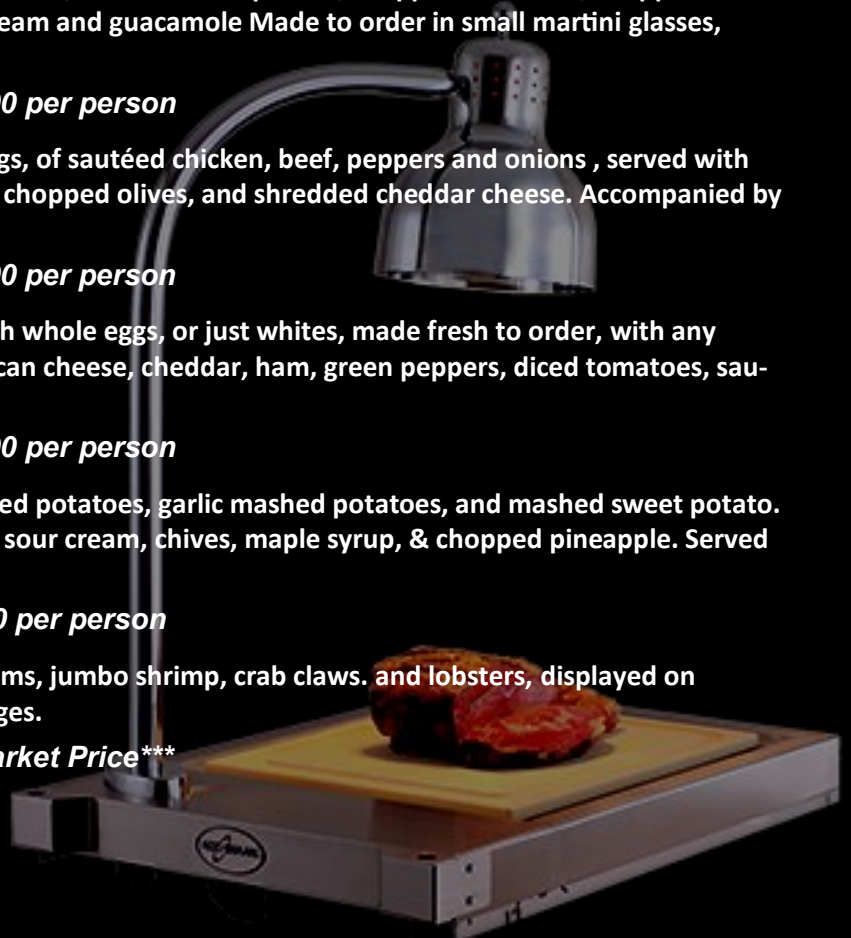 eam and guacamole Made to order in small martini glasses,
0 per person
gs, of sautéed chicken, beef, peppers and onions , served with
chopped olives, and shredded cheddar cheese. Accompanied by
0 per person
h whole eggs, or just whites, made fresh to order, with any
can cheese, cheddar, ham, green peppers, diced tomatoes, sau-
00 per person
ed potatoes, garlic mashed potatoes, and mashed sweet potato.
sour cream, chives, maple syrup, & chopped pineapple. Served
0 per person
ms, jumbo shrimp, crab claws. and lobsters, displayed on
ges.
arket Price***